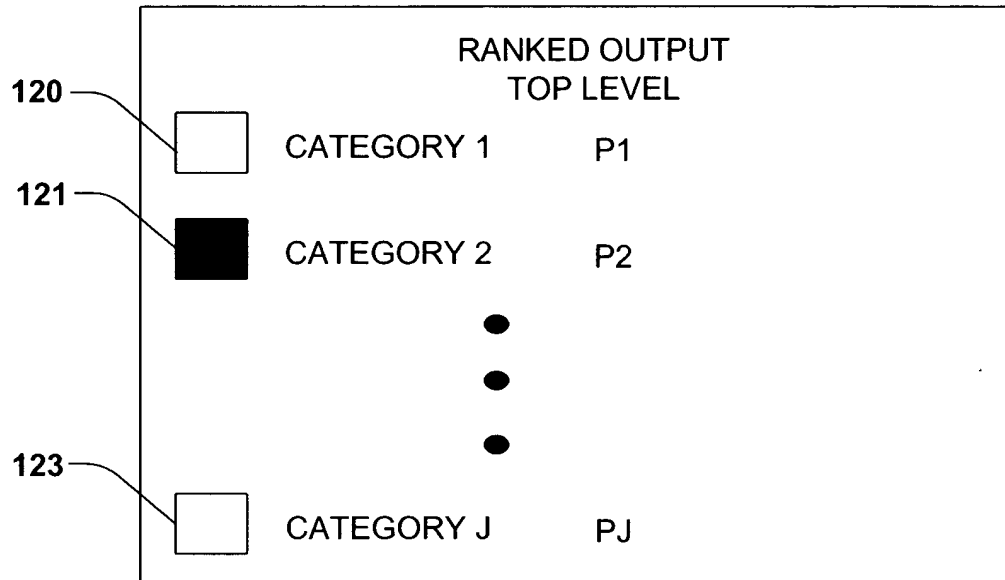 RANKED OUTPUT
TOP LEVEL
120
CATEGORY 1 P1
121
CATEGORY 2 P2
123
CATEGORY J PJ